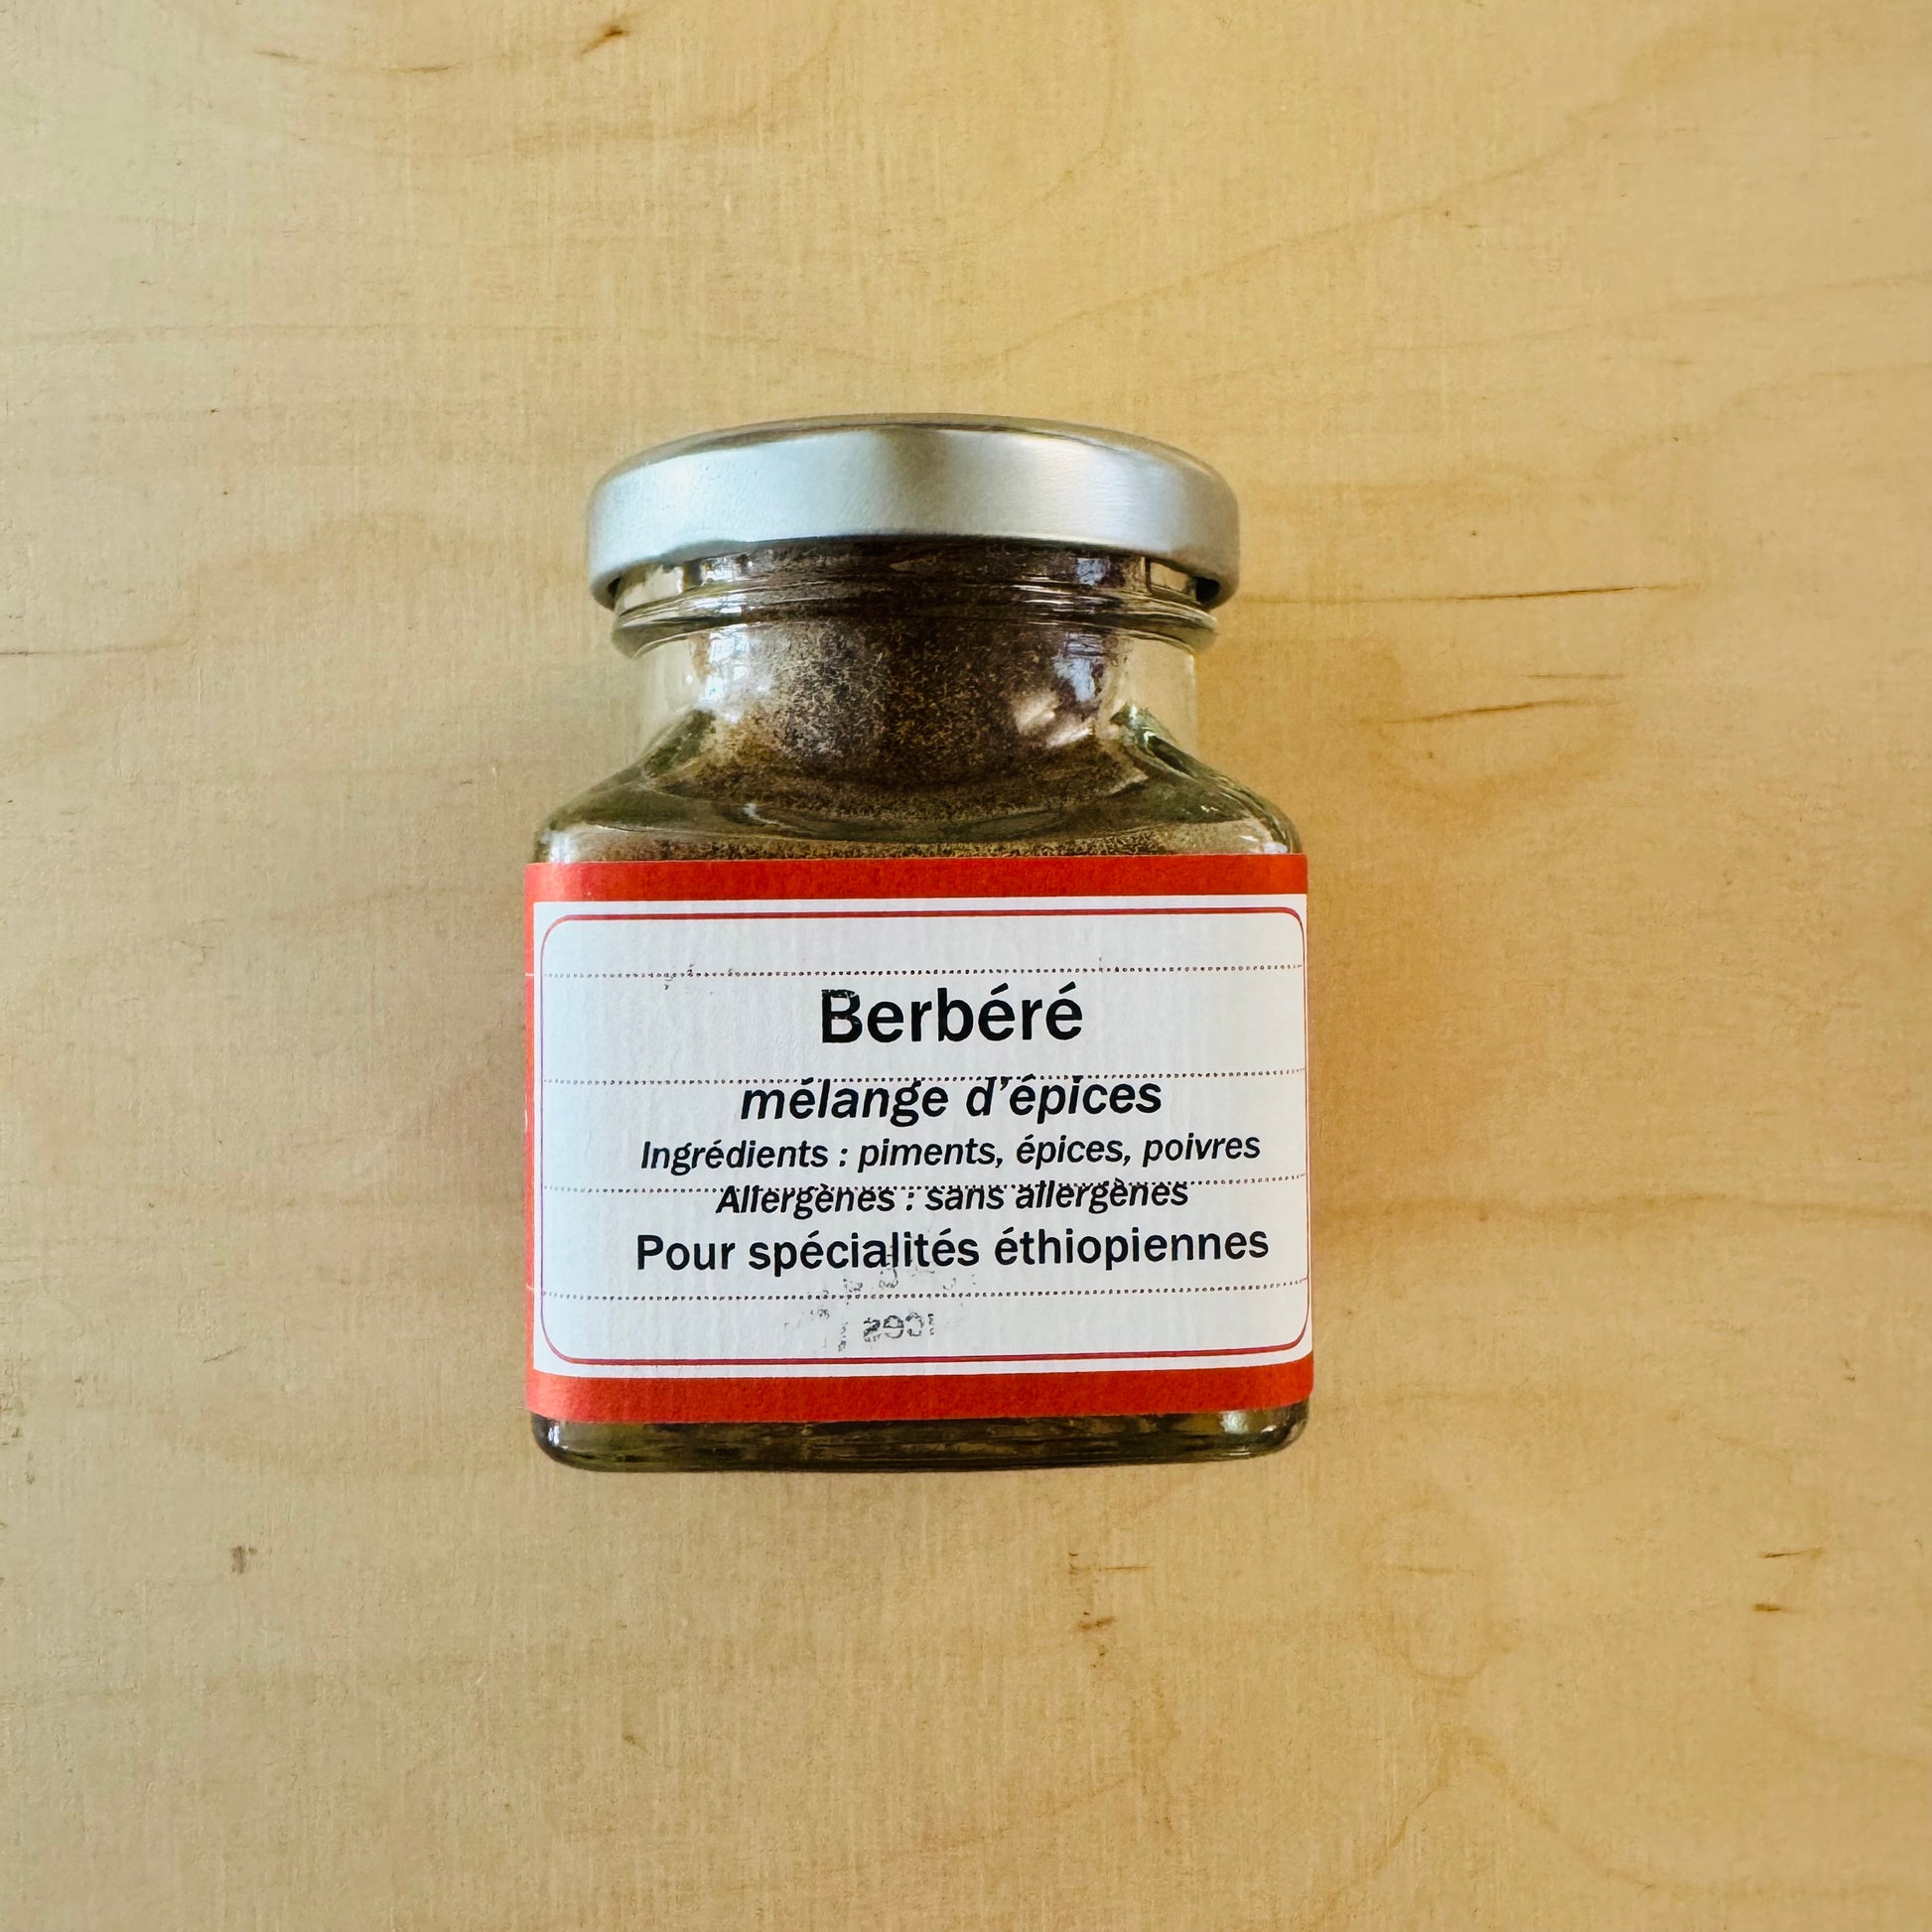 Berbéré
mélange d'épices
Ingrédients : piments, épices, poivres
Allergènes : sans allergènes
Pour spécialités éthiopiennes